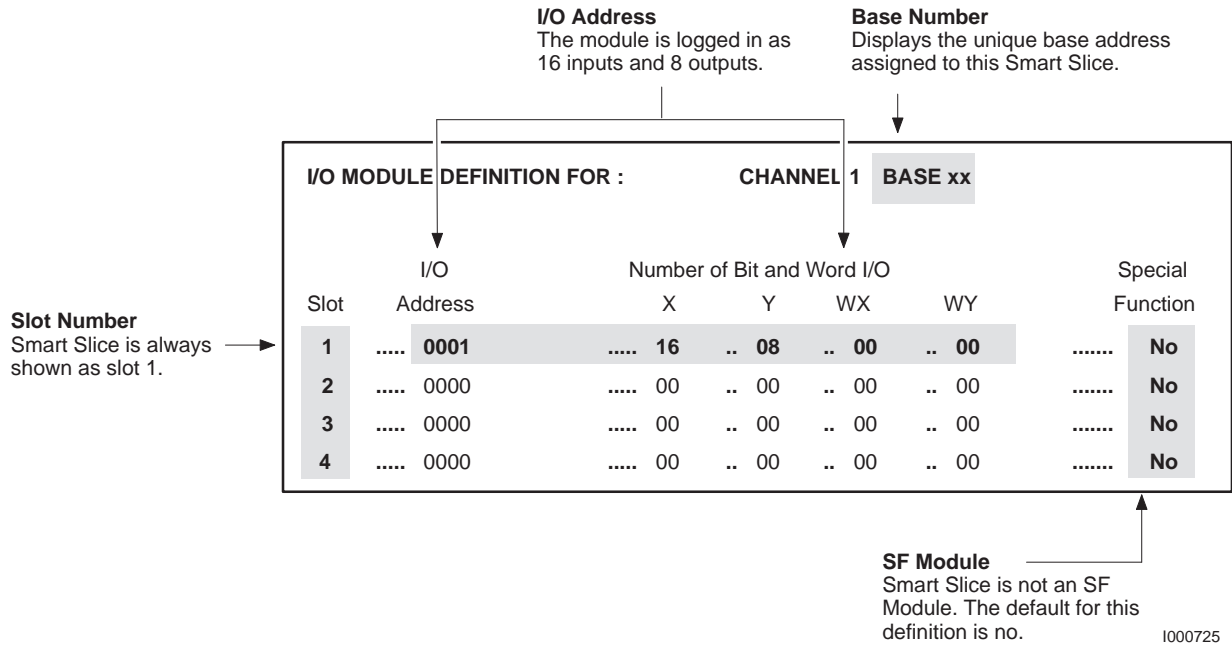 I/O Address
The module is logged in as
16 inputs and 8 outputs.
Base Number
Displays the unique base address
assigned to this Smart Slice.
I/O MODULE DEFINITION FOR : CHANNEL 1 BASE xx
I/O Number of Bit and Word I/O Special
Slot Address X Y WX WY Function
Slot Number
Smart Slice is always
shown as slot 1.
1 ..... 0001 ..... 16 .. 08 .. 00 .. 00 ....... No
2 ..... 0000 ..... 00 .. 00 .. 00 .. 00 ....... No
3 ..... 0000 ..... 00 .. 00 .. 00 .. 00 ....... No
4 ..... 0000 ..... 00 .. 00 .. 00 .. 00 ....... No
SF Module
Smart Slice is not an SF
Module. The default for this
definition is no.
I000725